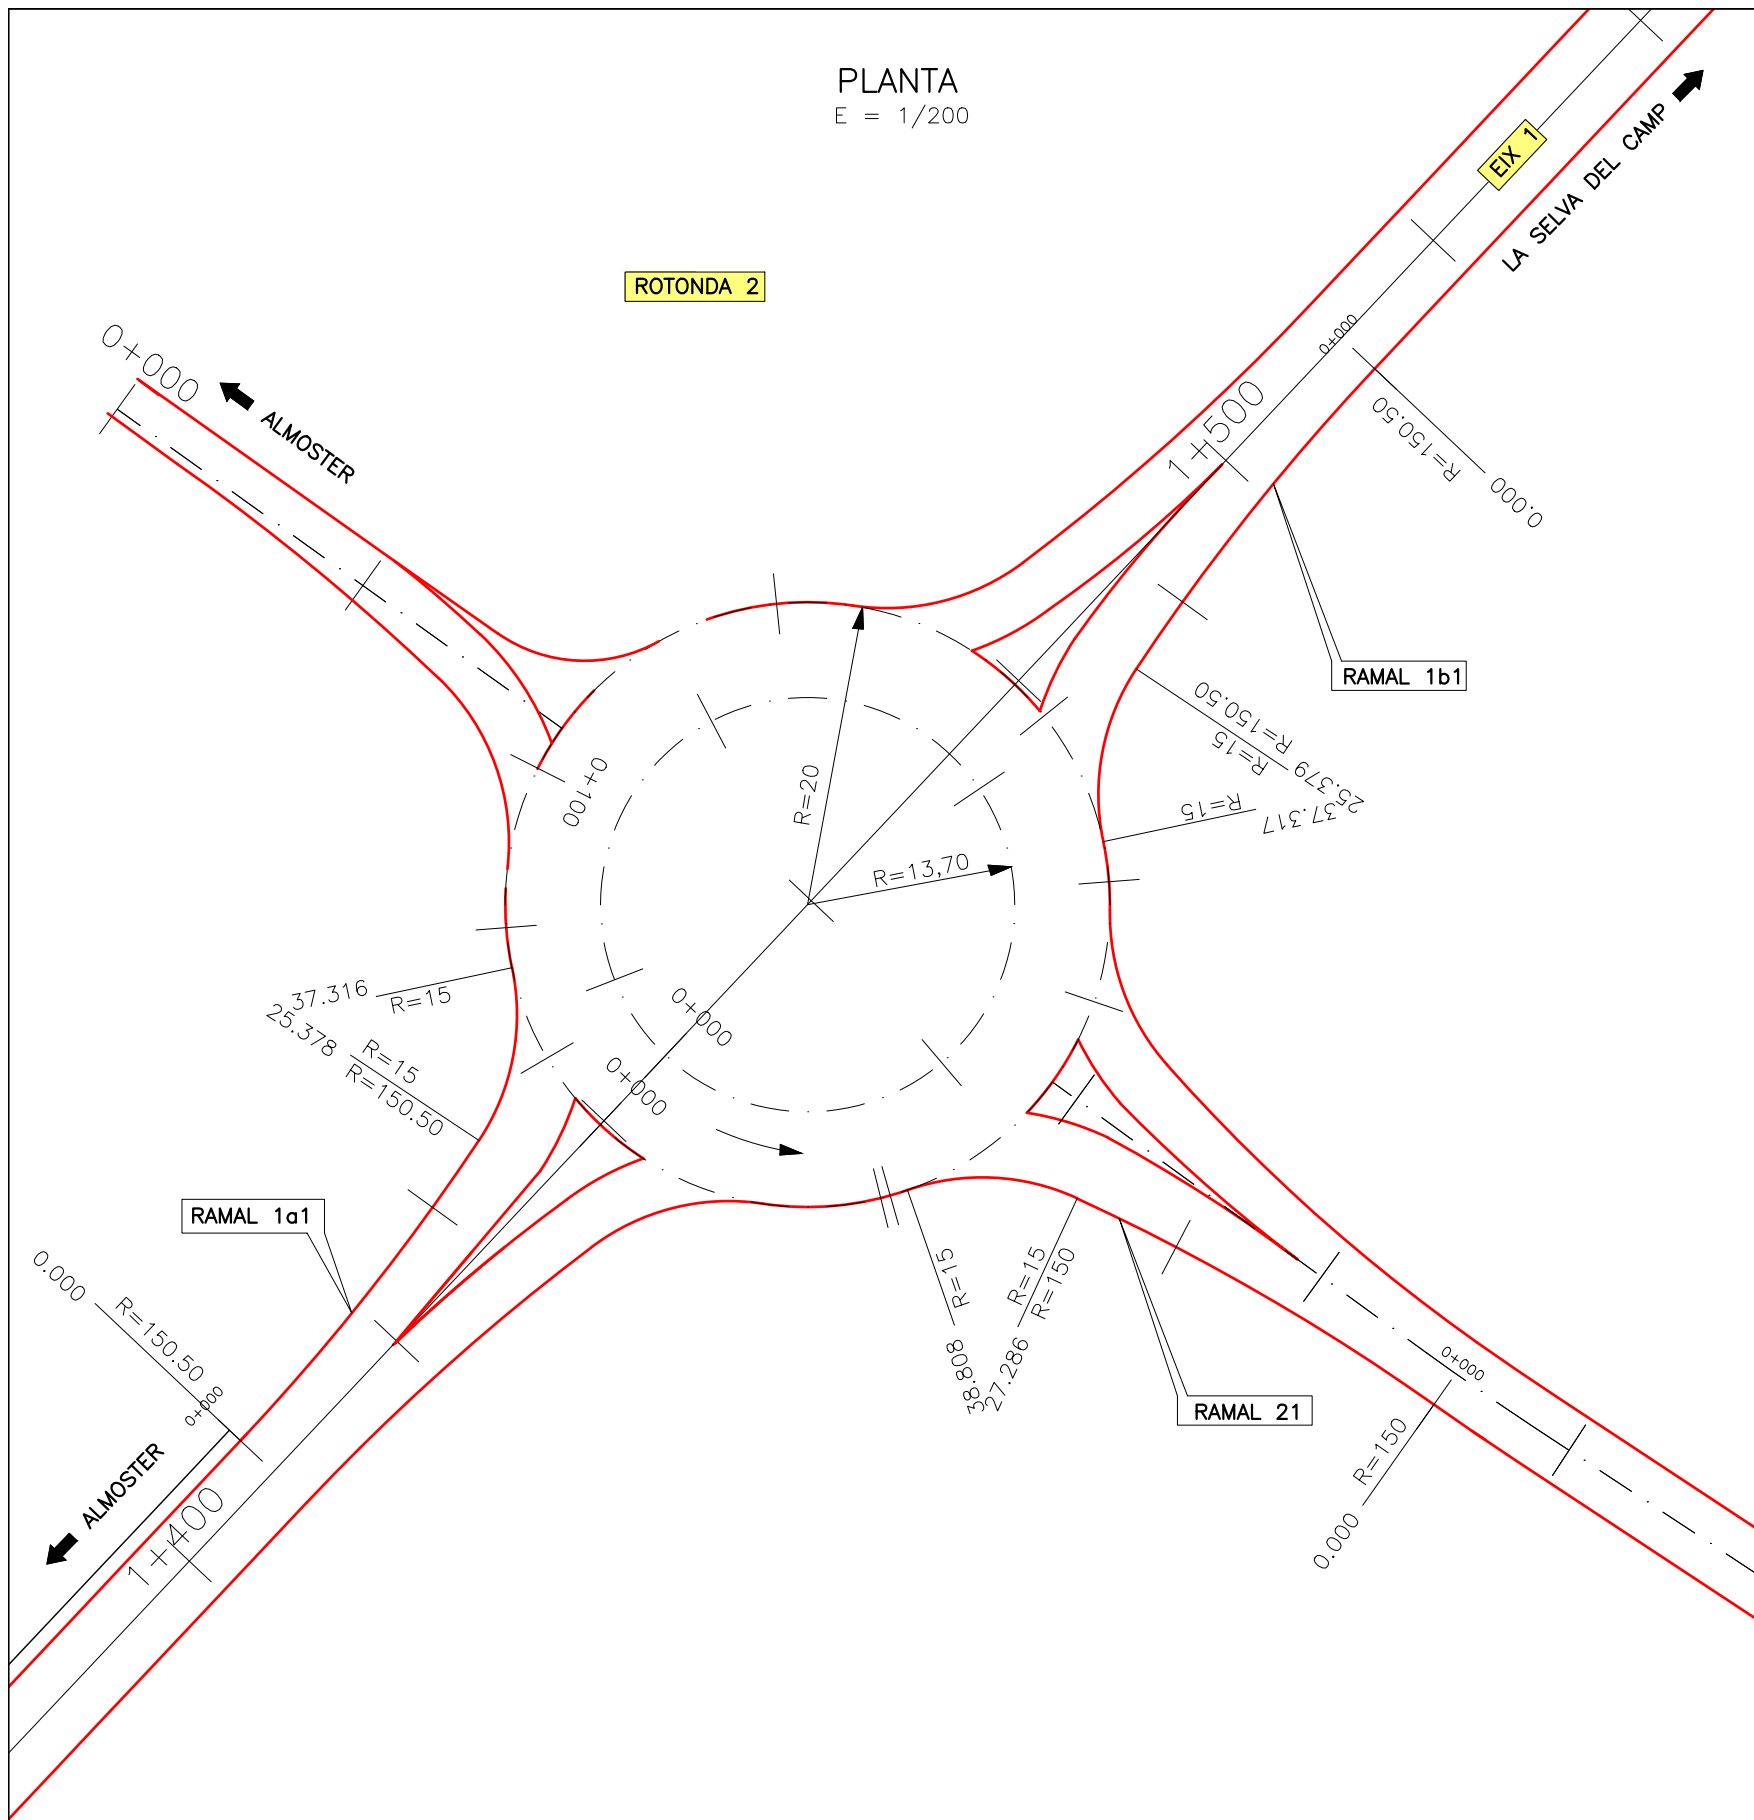 PLANTA
E = 1/200
EIX 1
LA SELVA DEL CAMP
ROTONDA 2
0+000
ALMOSTER
0+000
1+500
R=150.50
0.000
RAMAL 1b1
R=150.50
R=15
25.379
R=15
2.37.317
0+100
R=20
R=13,70
2.37.316
R=15
25.378
R=15
R=150.50
0+000
0+000
RAMAL 1a1
0.000
R=150.50
0+000
ALMOSTER
1+400
R=15
38.808
R=15
R=150
27.286
RAMAL 21
0+000
R=150
0.000